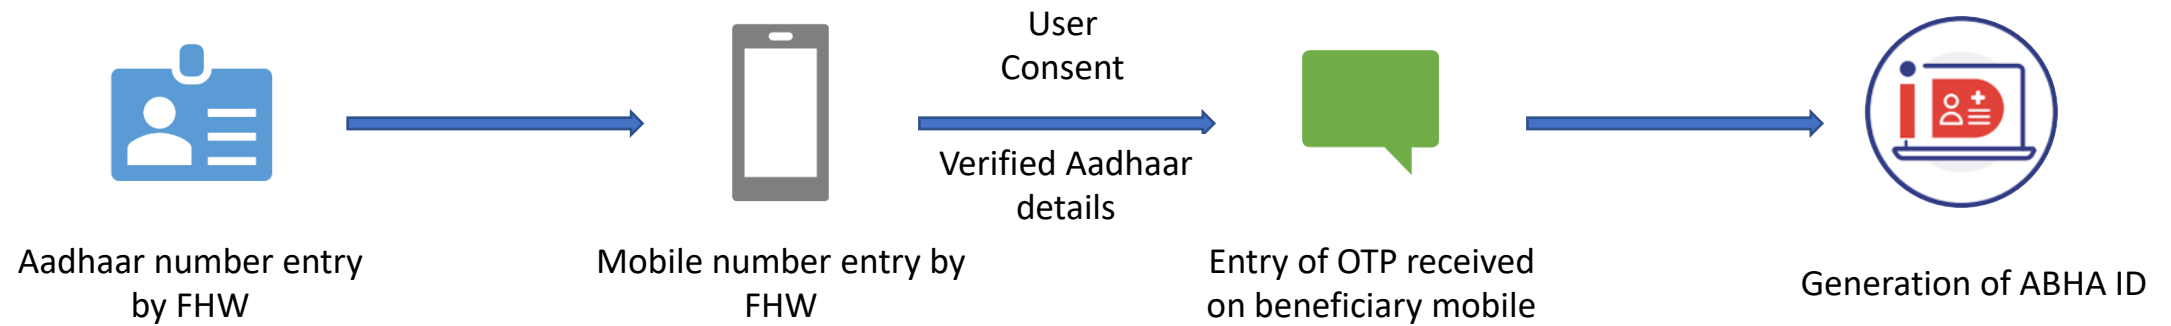 User
Consent
Verified Aadhaar
details
Aadhaar number entry
by FHW
Mobile number entry by
FHW
Entry of OTP received
on beneficiary mobile
Generation of ABHA ID
iD